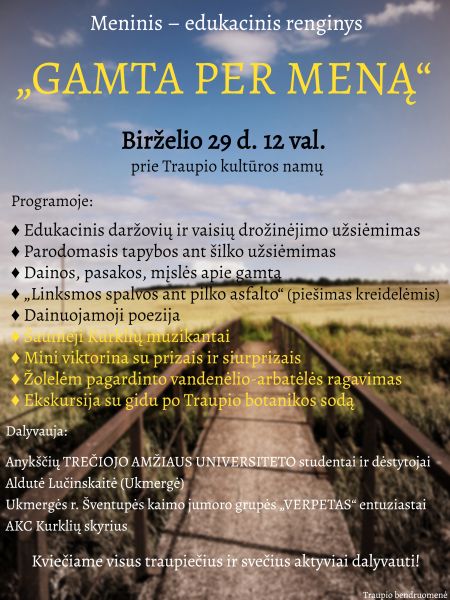 Meninis – edukacinis renginys
„GAMTA PER MENĄ“
Birželio 29 d. 12 val.
prie Traupio kultūros namų
Programoje:
♦ Edukacinis daržovių ir vaisių drožinėjimo užsiėmimas
♦ Parodomasis tapybos ant šilko užsiėmimas
♦ Dainos, pasakos, mįslės apie gamtą
♦ „Linksmos spalvos ant pilko asfalto“ (piešimas kreidelėmis)
♦ Dainuojamoji poezija
♦ Šaunieji Kurklių muzikantai
♦ Mini viktorina su prizais ir siurprizais
♦ Žolelėm pagardinto vandenėlio-arbatėlės ragavimas
♦ Ekskursija su gidu po Traupio botanikos sodą
Dalyvauja:
Anykščių TREČIOJO AMŽIAUS UNIVERSITETO studentai ir dėstytojai
Aldutė Lučinskaitė (Ukmergė)
Ukmergės r. Šventupės kaimo jumoro grupės „VERPETAS“ entuziastai
AKC Kurklių skyrius
Kviečiame visus traupiečius ir svečius aktyviai dalyvauti!
Traupio bendruomenė